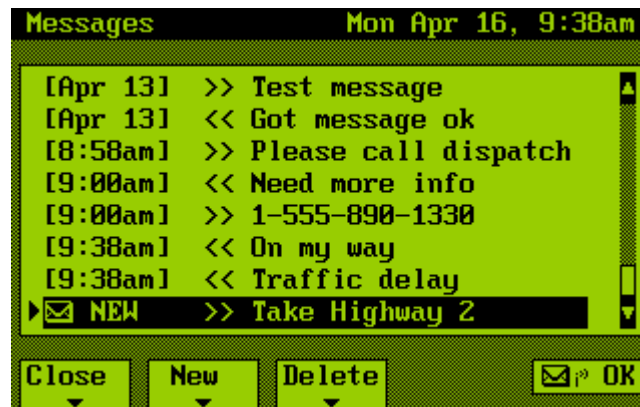 Messages Mon Apr 16, 9:38am
[Apr 13] >> Test message
[Apr 13] << Got message ok
[8:58am] >> Please call dispatch
[9:00am] << Need more info
[9:00am] >> 1-555-890-1330
[9:38am] << On my way
[9:38am] << Traffic delay
NEW >> Take Highway 2
Close New Delete OK